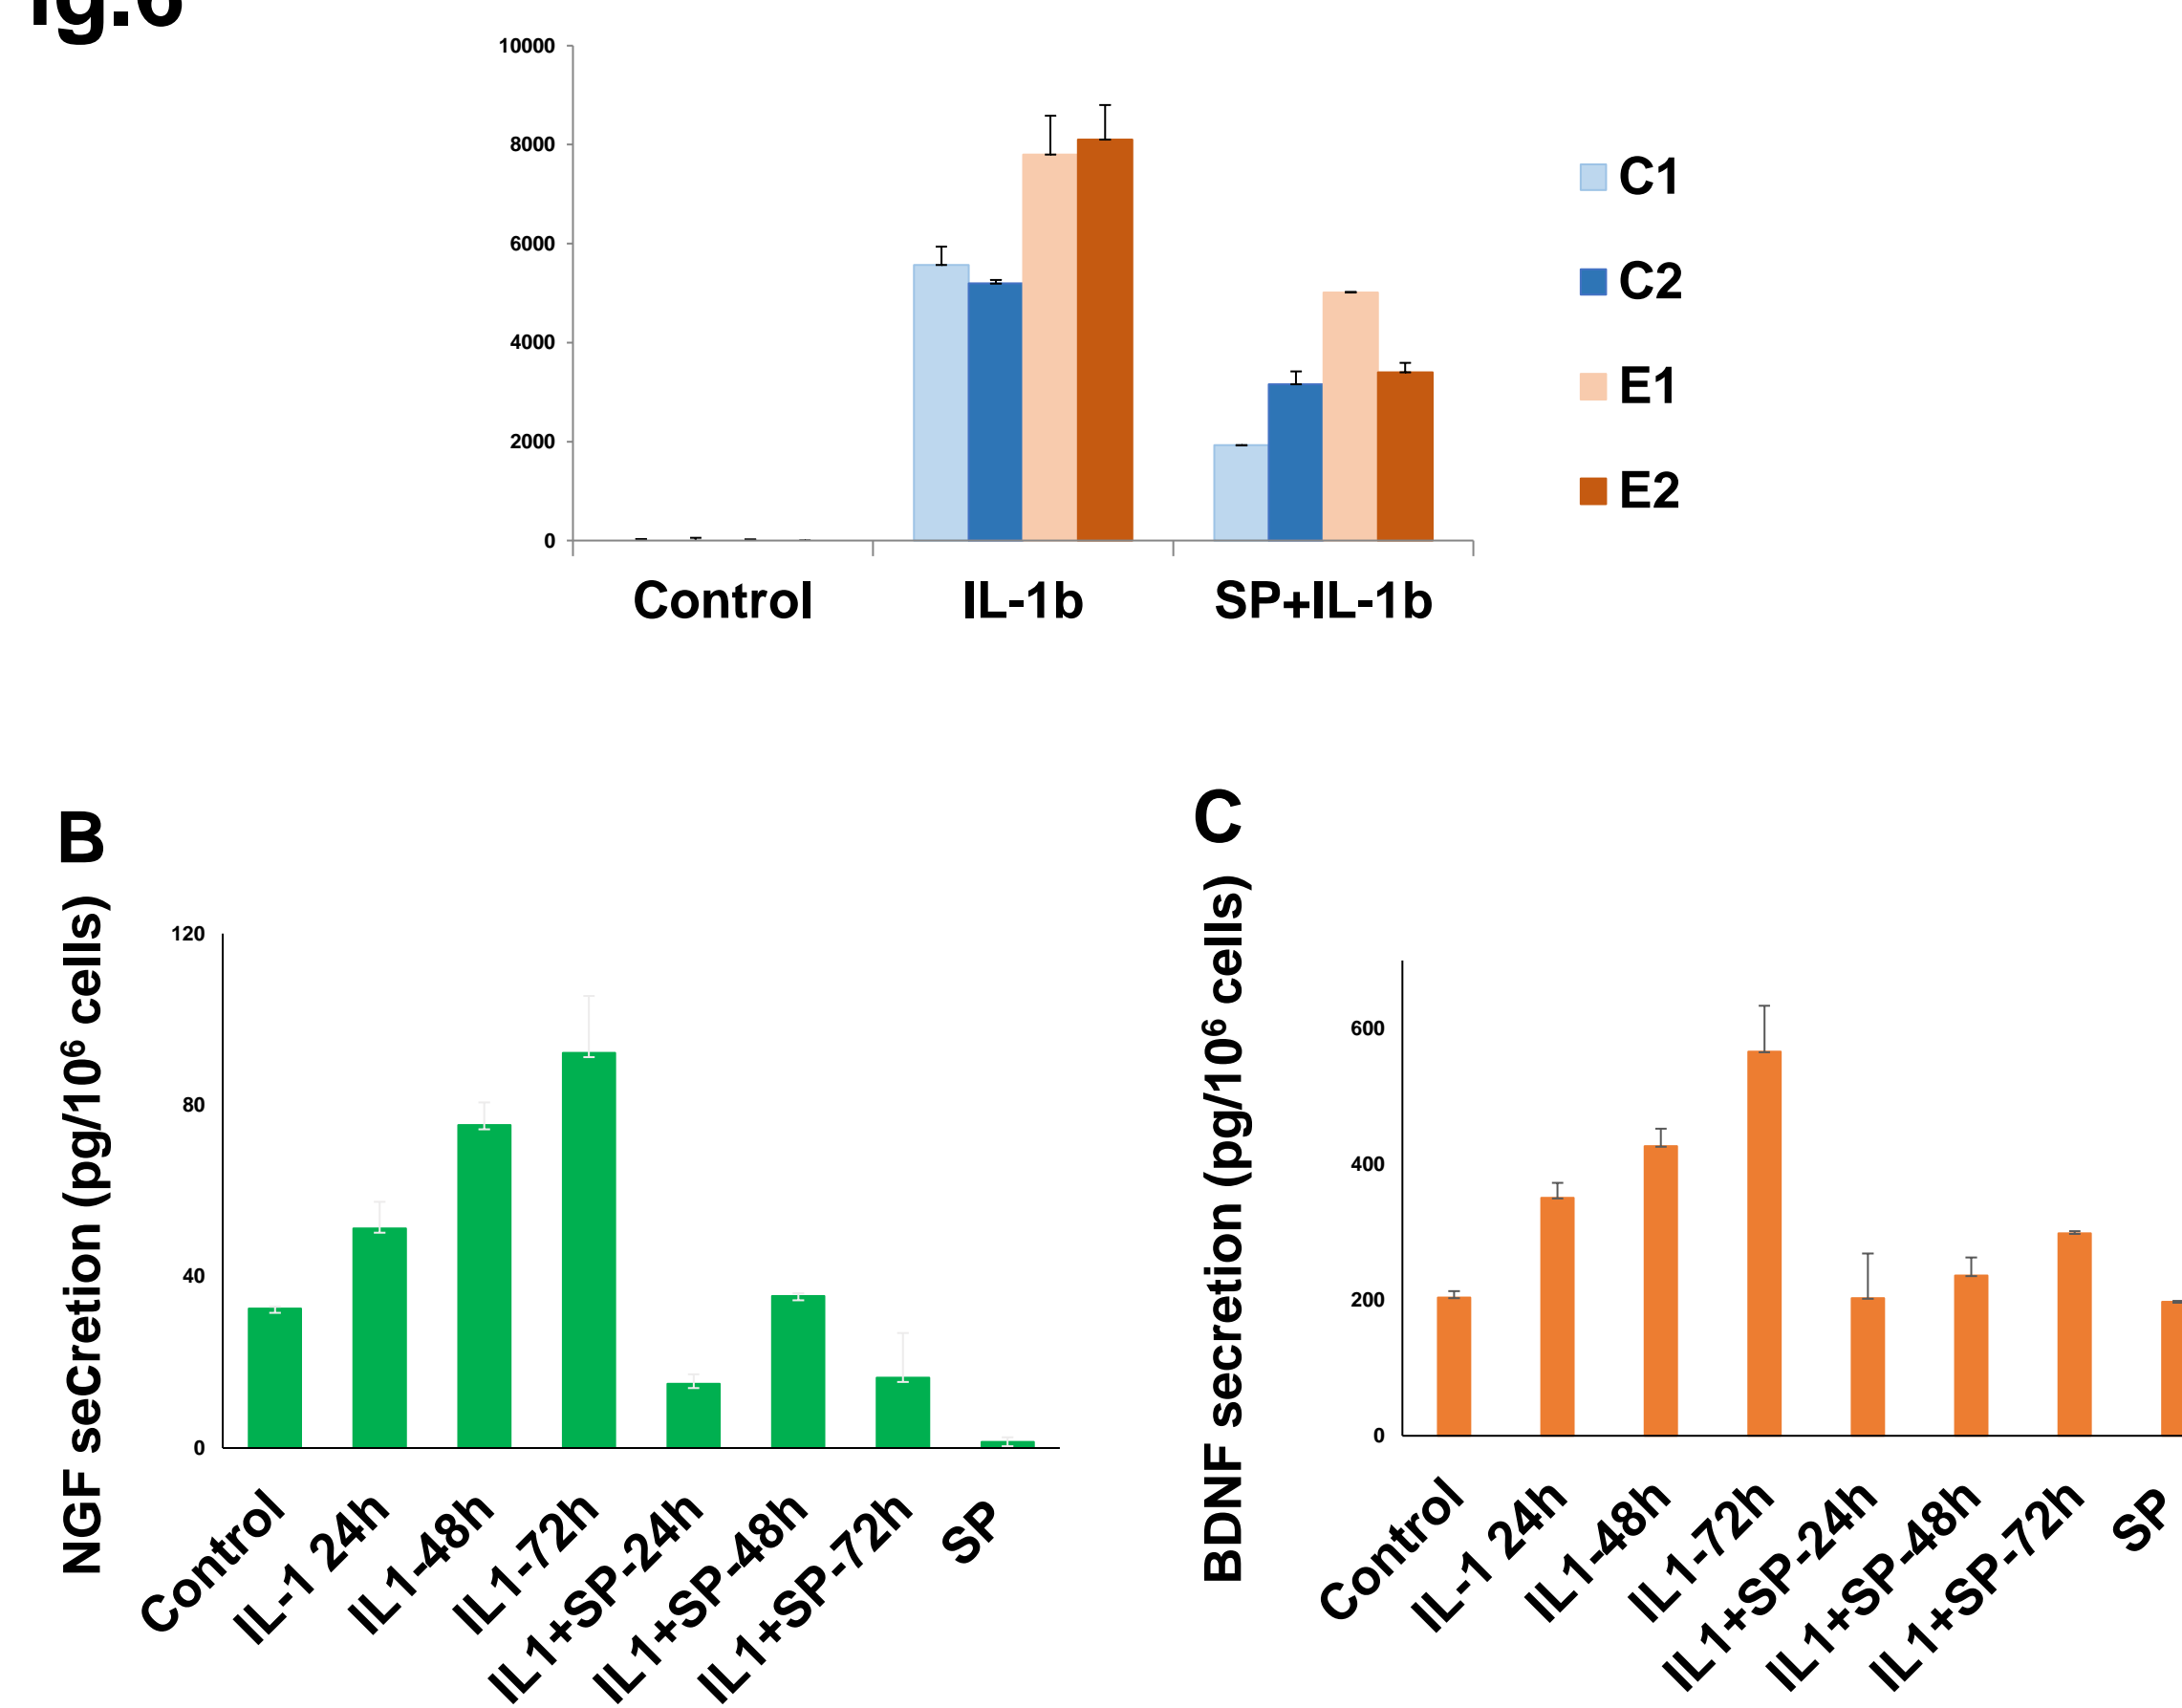 ig.6
10000
8000
6000
4000
2000
0
Control
IL-1b
SP+IL-1b
C1
C2
E1
E2
B
NGF secretion (pg/10⁶ cells)
120
80
40
0
Control
IL-1 24h
IL1-48h
IL1-72h
IL1+SP-24h
IL1+SP-48h
IL1+SP-72h
SP
C
BDNF secretion (pg/10⁶ cells)
600
400
200
0
Control
IL-1 24h
IL1-48h
IL1-72h
IL1+SP-24h
IL1+SP-48h
IL1+SP-72h
SP